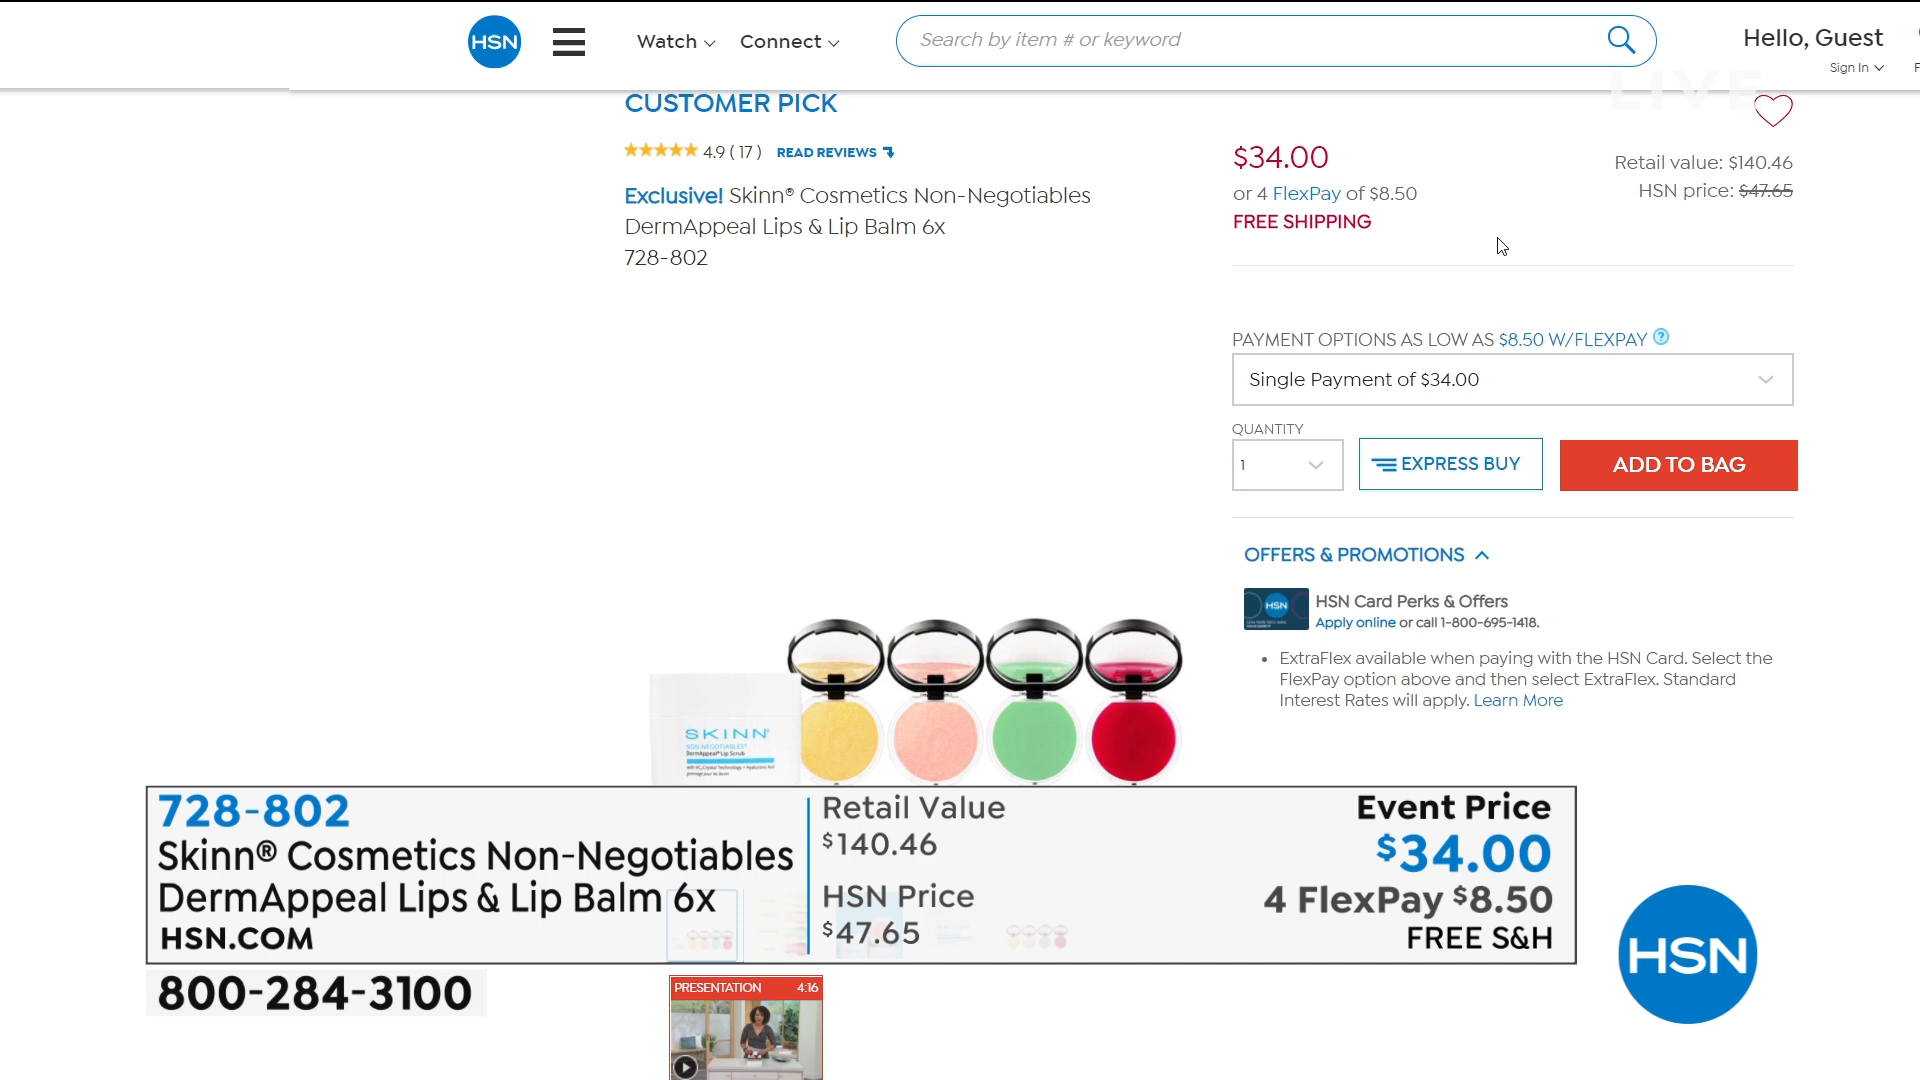 HSN
Watch
Connect
Search by item # or keyword
Hello, Guest
Sign In
LIVE
CUSTOMER PICK
4.9 ( 17 ) READ REVIEWS
Exclusive! Skinn® Cosmetics Non-Negotiables
DermAppeal Lips & Lip Balm 6x
728-802
$34.00
or 4 FlexPay of $8.50
FREE SHIPPING
Retail value: $140.46
HSN price: $47.65
PAYMENT OPTIONS AS LOW AS $8.50 W/FLEXPAY ?
Single Payment of $34.00
QUANTITY
1
EXPRESS BUY
ADD TO BAG
OFFERS & PROMOTIONS
HSN
HSN Card Perks & Offers
Apply online or call 1-800-695-1418.
• ExtraFlex available when paying with the HSN Card. Select the
FlexPay option above and then select ExtraFlex. Standard
Interest Rates will apply. Learn More
SKINN®
NON-NEGOTIABLES®
DermAppeal® Lip Scrub
728-802
Skinn® Cosmetics Non-Negotiables
DermAppeal Lips & Lip Balm 6x
HSN.COM
Retail Value
$140.46
HSN Price
$47.65
Event Price
$34.00
4 FlexPay $8.50
FREE S&H
800-284-3100
PRESENTATION 4:16
HSN